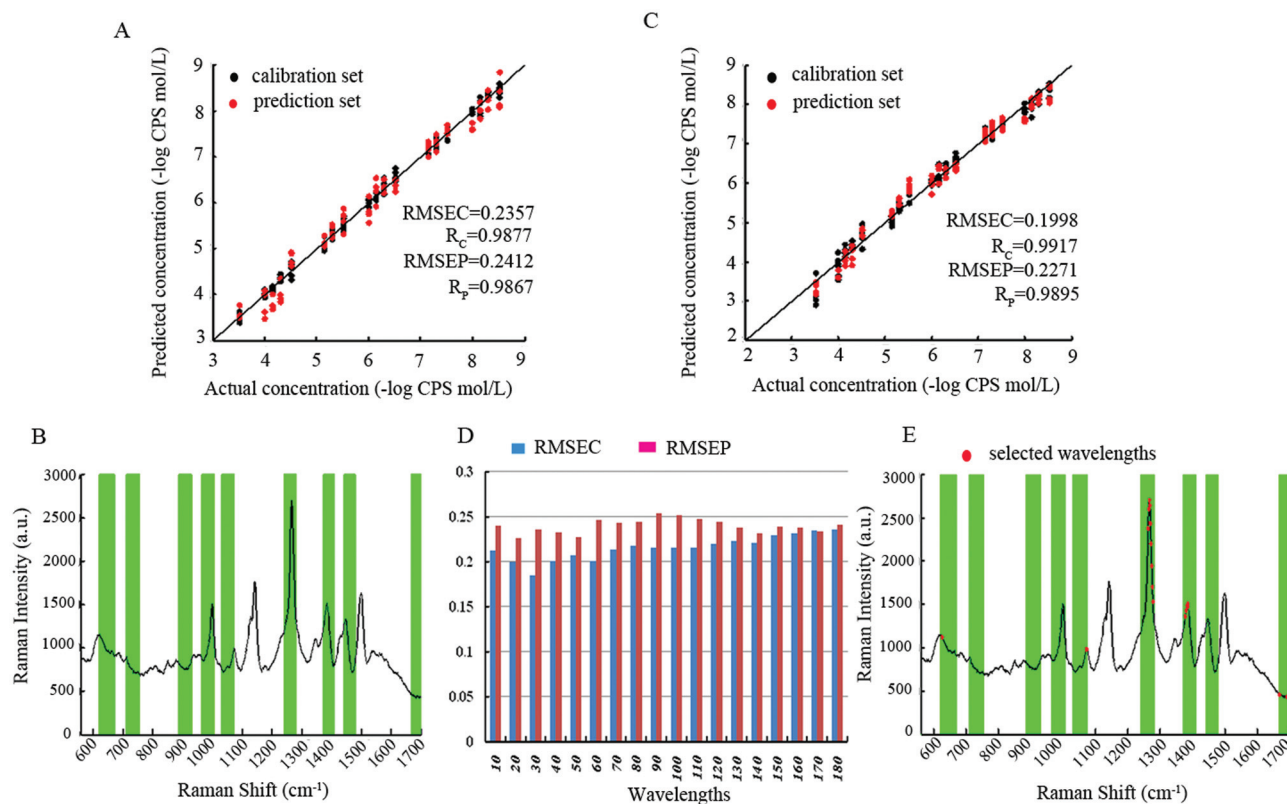 A
Predicted concentration (-log CPS mol/L)
9
8
7
6
5
4
3
calibration set
prediction set
RMSEC=0.2357
R_C=0.9877
RMSEP=0.2412
R_P=0.9867
3 4 5 6 7 8 9
Actual concentration (-log CPS mol/L)
C
Predicted concentration (-log CPS mol/L)
9
8
7
6
5
4
3
2
calibration set
prediction set
RMSEC=0.1998
R_C=0.9917
RMSEP=0.2271
R_P=0.9895
2 3 4 5 6 7 8 9
Actual concentration (-log CPS mol/L)
B
Raman Intensity (a.u.)
3000
2500
2000
1500
1000
500
0
600 700 800 900 1000 1100 1200 1300 1400 1500 1600 1700
Raman Shift (cm⁻¹)
D
RMSEC RMSEP
0.3
0.25
0.2
0.15
0.1
0.05
0
10 20 30 40 50 60 70 80 90 100 110 120 130 140 150 160 170 180
Wavelengths
E
selected wavelengths
Raman Intensity (a.u.)
3000
2500
2000
1500
1000
500
0
600 700 800 900 1000 1100 1200 1300 1400 1500 1600 1700
Raman Shift (cm⁻¹)